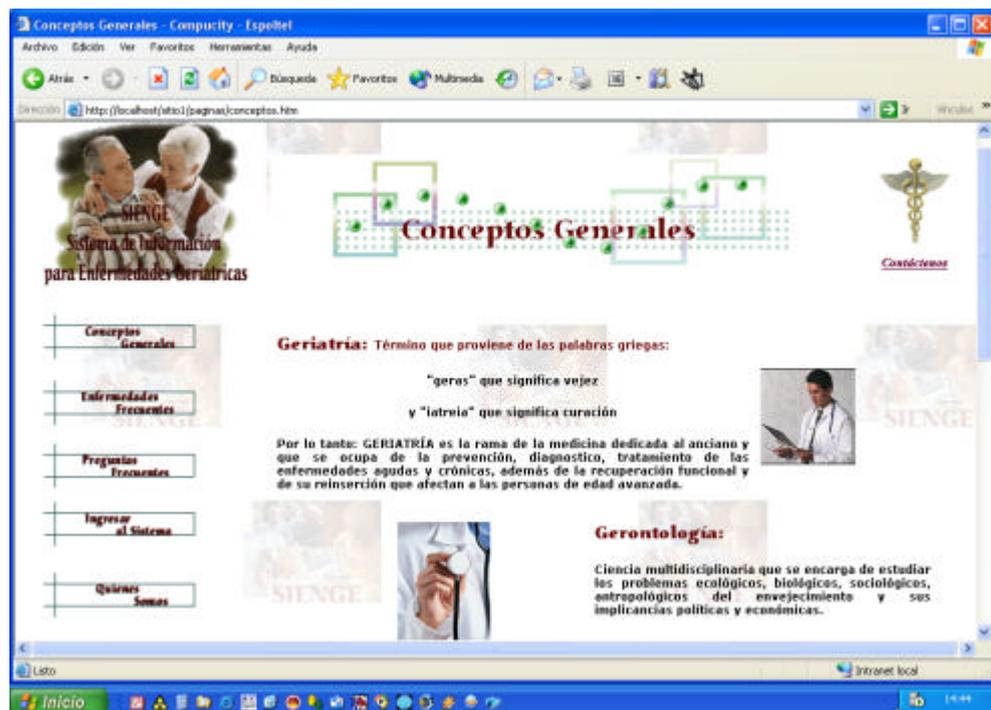 Conceptos Generales - Compucity - Espoltel
Archivo Edición Ver Favoritos Herramientas Ayuda
Atrás Búsqueda Favoritos Multimedia
Dirección http://localhost/sitio1/paginas/conceptos.htm Ir Vínculos
SIENGE
Sistema de Información
para Enfermedades Geriatricas
Conceptos Generales
Contáctenos
Conceptos
Generales
Enfermedades
Frecuentes
Preguntas
Frecuentes
Ingresar
al Sistema
Quienes
Somos
Geriatría: Término que proviene de las palabras griegas:
"geras" que significa vejez
y "iatreia" que significa curación
Por lo tanto: GERIATRÍA es la rama de la medicina dedicada al anciano y
que se ocupa de la prevención, diagnostico, tratamiento de las
enfermedades agudas y crónicas, además de la recuperación funcional y
de su reinserción que afectan a las personas de edad avanzada.
Gerontología:
Ciencia multidisciplinaria que se encarga de estudiar
los problemas ecológicos, biológicos, sociológicos,
antropológicos del envejecimiento y sus
implicancias políticas y económicas.
SIENGE
SIENGE
Listo Intranet local
Inicio 14:44